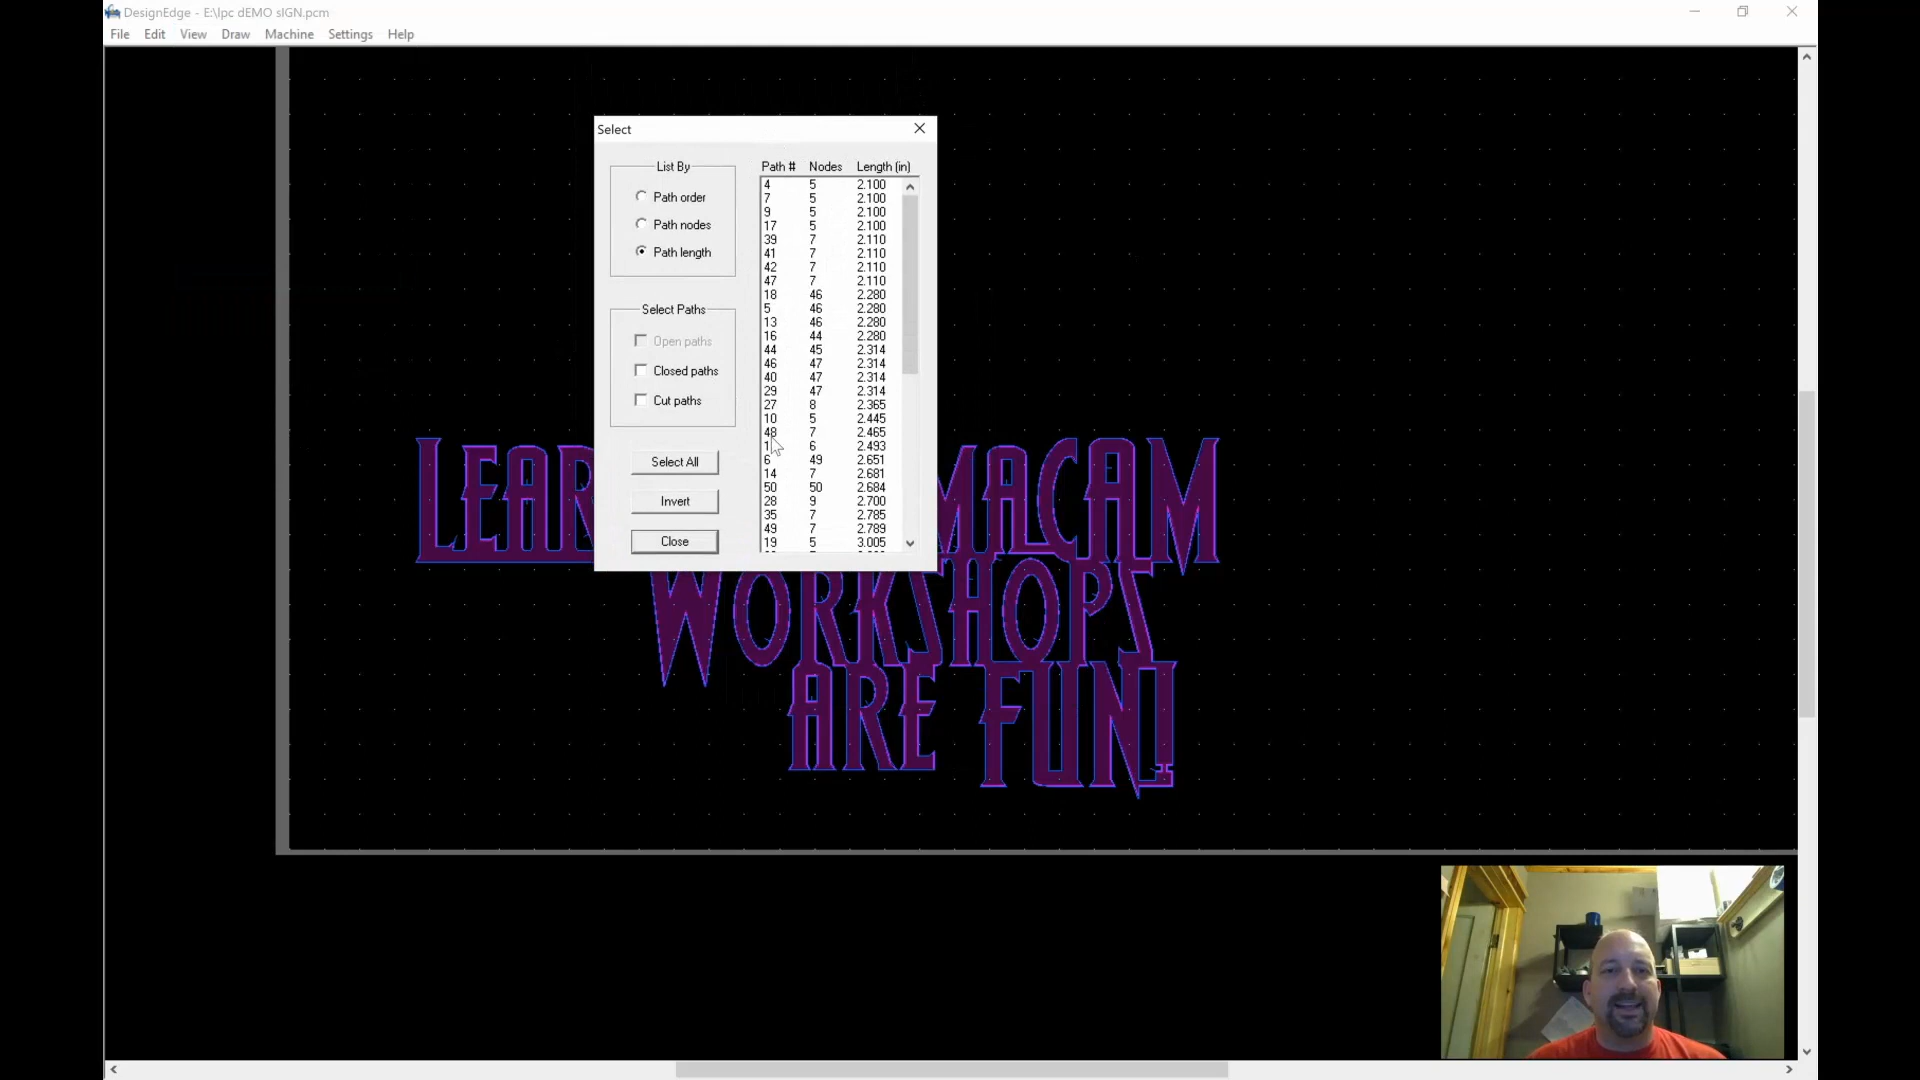 DesignEdge - E:\lpc dEMO sIGN.pcm
File Edit View Draw Machine Settings Help
Select
List By
Path order
Path nodes
Path length
Select Paths
Open paths
Closed paths
Cut paths
Select All
Invert
Close
Path # Nodes Length (in)
4 5 2.100
7 5 2.100
9 5 2.100
17 5 2.100
39 7 2.110
41 7 2.110
42 7 2.110
47 7 2.110
18 46 2.280
5 46 2.280
13 46 2.280
16 44 2.280
44 45 2.314
46 47 2.314
40 47 2.314
29 47 2.314
27 8 2.365
10 5 2.445
48 7 2.465
6 2.493
6 49 2.651
14 7 2.681
50 50 2.684
28 9 2.700
35 7 2.785
49 7 2.789
19 5 3.005
WORKSHOPS
ARE FUN!